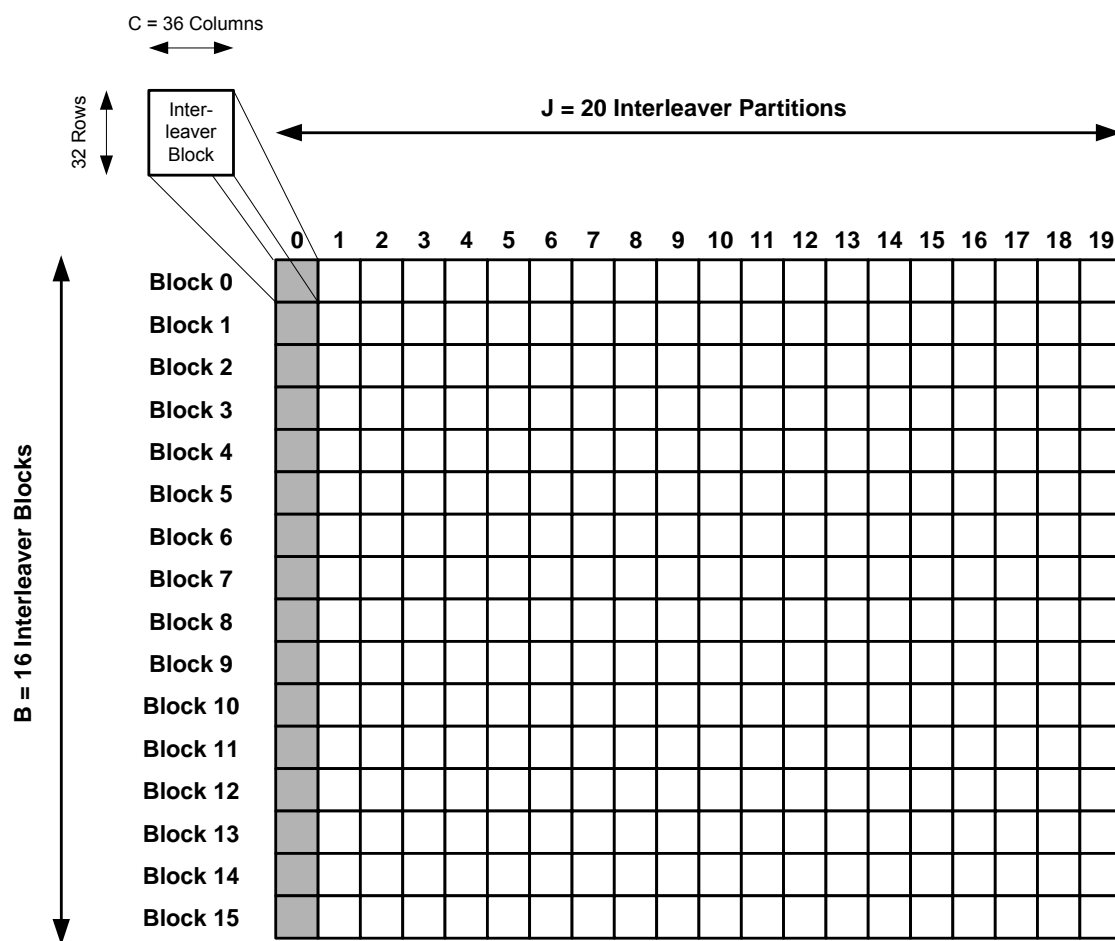 C = 36 Columns
32 Rows
Inter-
leaver
Block
J = 20 Interleaver Partitions
0 1 2 3 4 5 6 7 8 9 10 11 12 13 14 15 16 17 18 19
B = 16 Interleaver Blocks
Block 0
Block 1
Block 2
Block 3
Block 4
Block 5
Block 6
Block 7
Block 8
Block 9
Block 10
Block 11
Block 12
Block 13
Block 14
Block 15